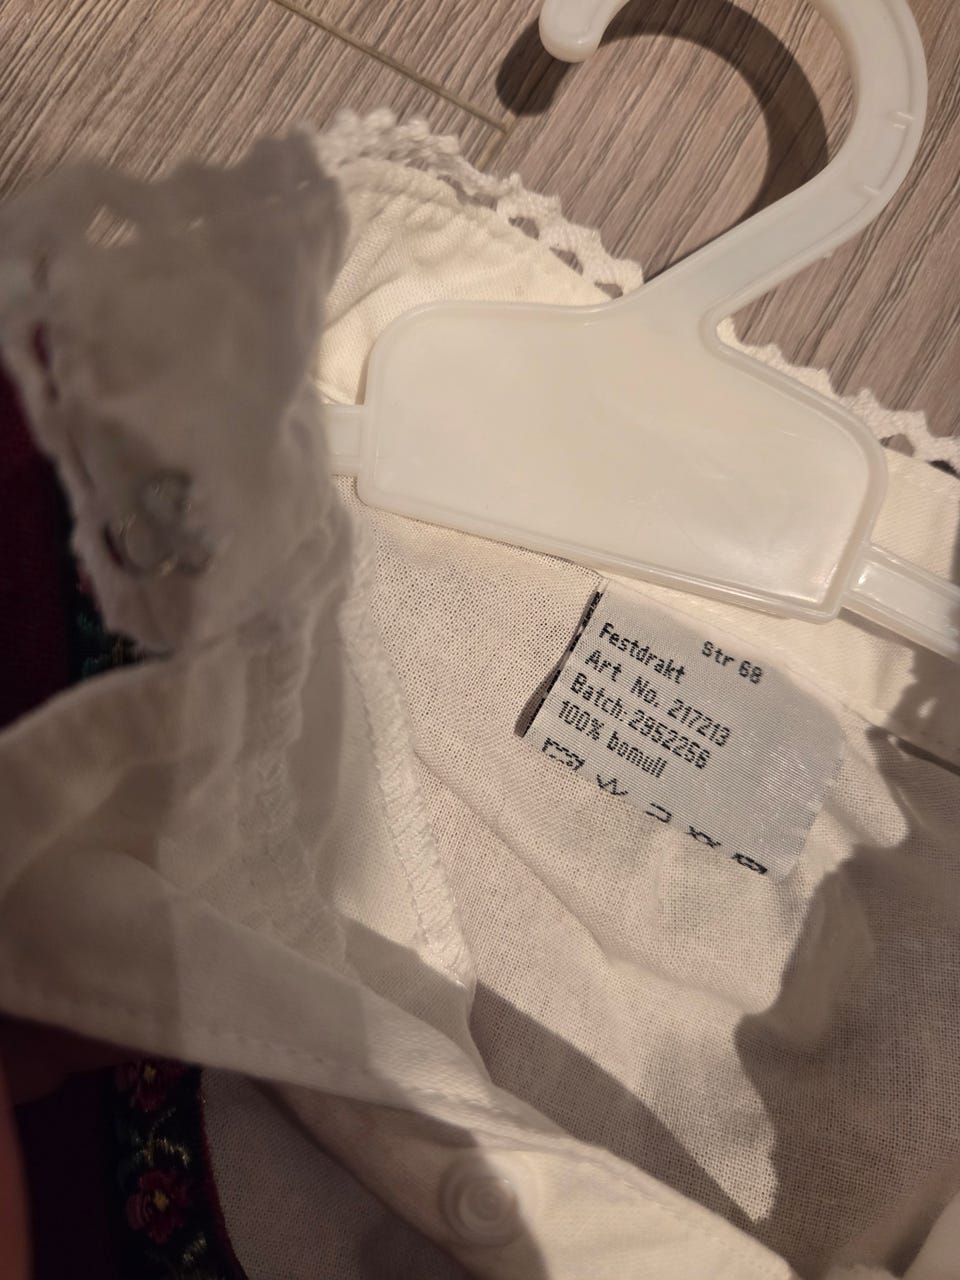 Str 68
Festdrakt
Art. No. 217213
Batch.2952256
100% bomull